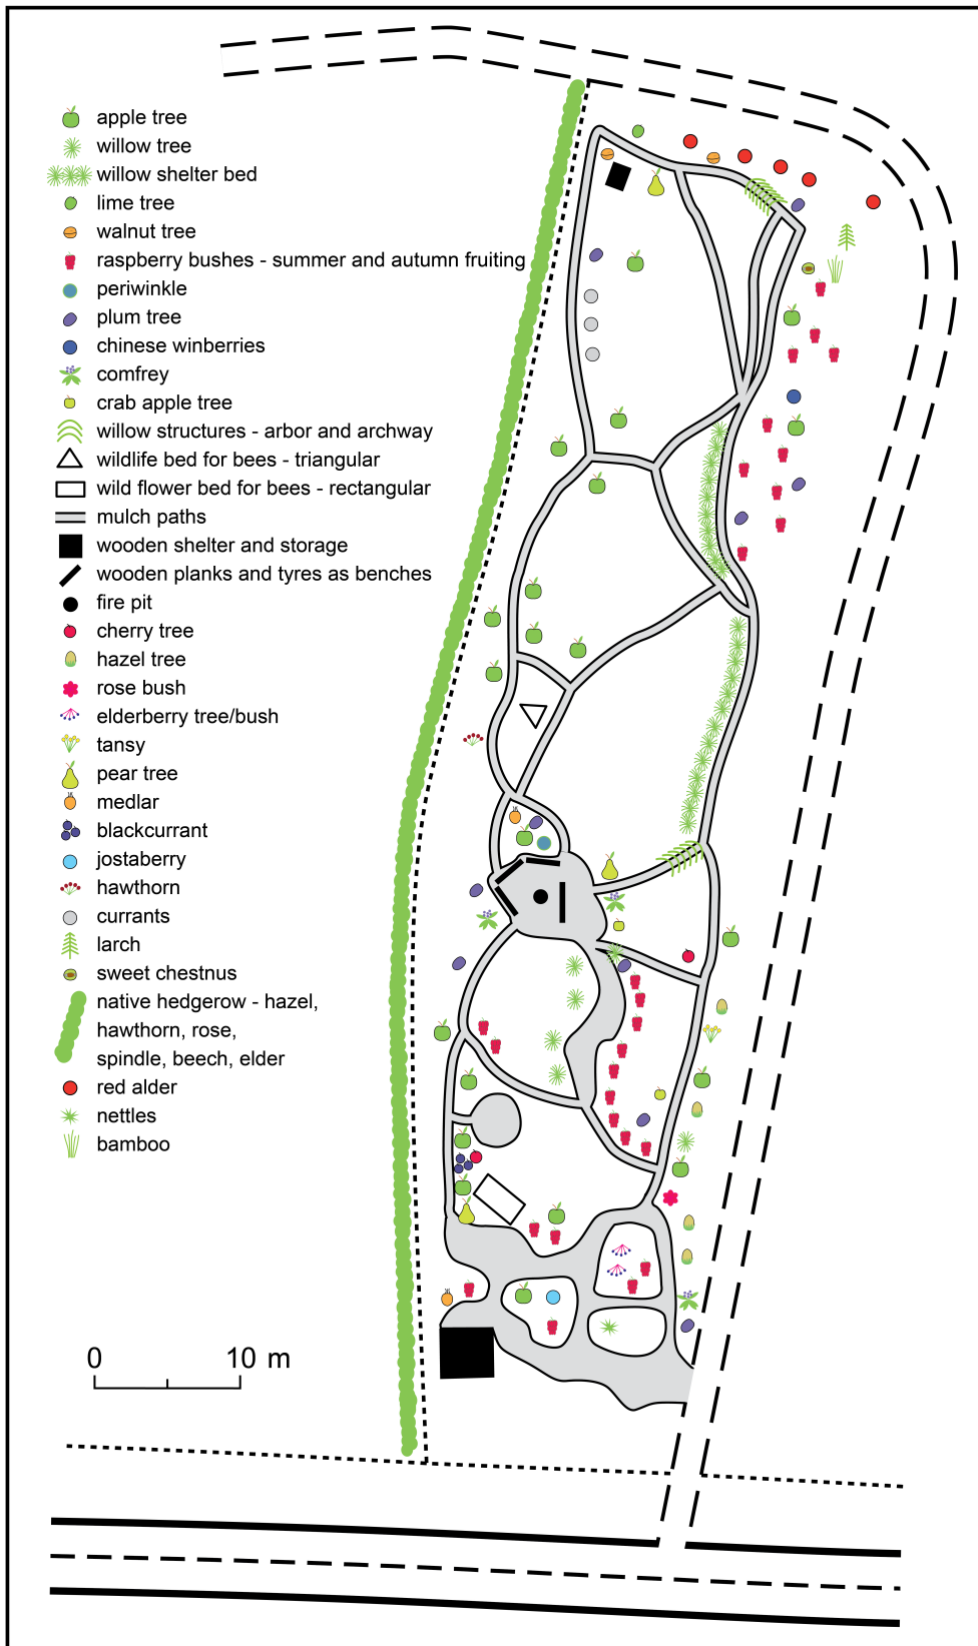 apple tree
willow tree
willow shelter bed
lime tree
walnut tree
raspberry bushes - summer and autumn fruiting
periwinkle
plum tree
chinese winberries
comfrey
crab apple tree
willow structures - arbor and archway
wildlife bed for bees - triangular
wild flower bed for bees - rectangular
mulch paths
wooden shelter and storage
wooden planks and tyres as benches
fire pit
cherry tree
hazel tree
rose bush
elderberry tree/bush
tansy
pear tree
medlar
blackcurrant
jostaberry
hawthorn
currants
larch
sweet chestnus
native hedgerow - hazel,
hawthorn, rose,
spindle, beech, elder
red alder
nettles
bamboo
0 10 m